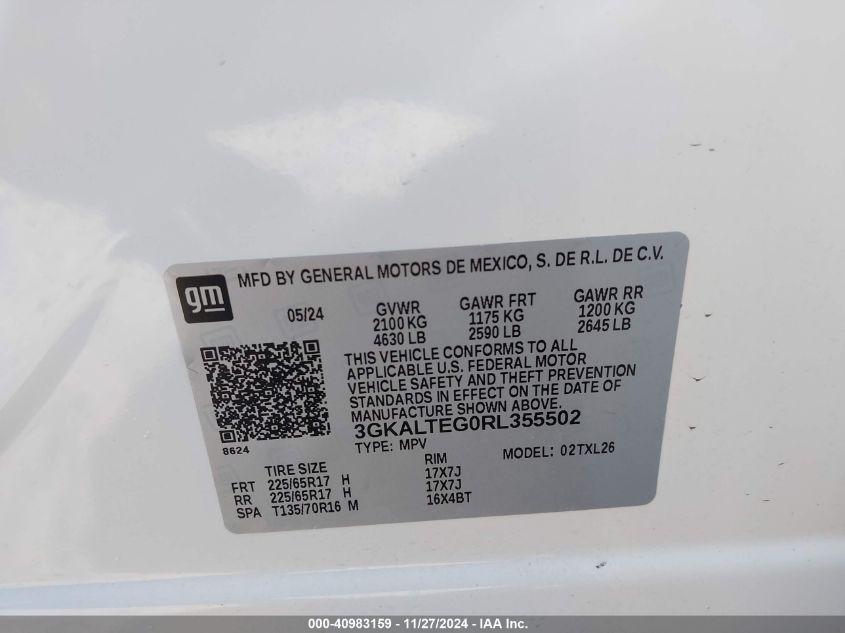 gm
MFD BY GENERAL MOTORS DE MEXICO, S. DE R.L. DE C.V.
05/24 GVWR GAWR FRT GAWR RR
2100 KG 1175 KG 1200 KG
4630 LB 2590 LB 2645 LB
THIS VEHICLE CONFORMS TO ALL
APPLICABLE U.S. FEDERAL MOTOR
VEHICLE SAFETY AND THEFT PREVENTION
STANDARDS IN EFFECT ON THE DATE OF
MANUFACTURE SHOWN ABOVE.
3GKALTEG0RL355502
8624
TYPE: MPV MODEL: 02TXL26
TIRE SIZE RIM
FRT 225/65R17 H 17X7J
RR 225/65R17 H 17X7J
SPA T135/70R16 M 16X4BT
000-40983159 - 11/27/2024 - IAA Inc.